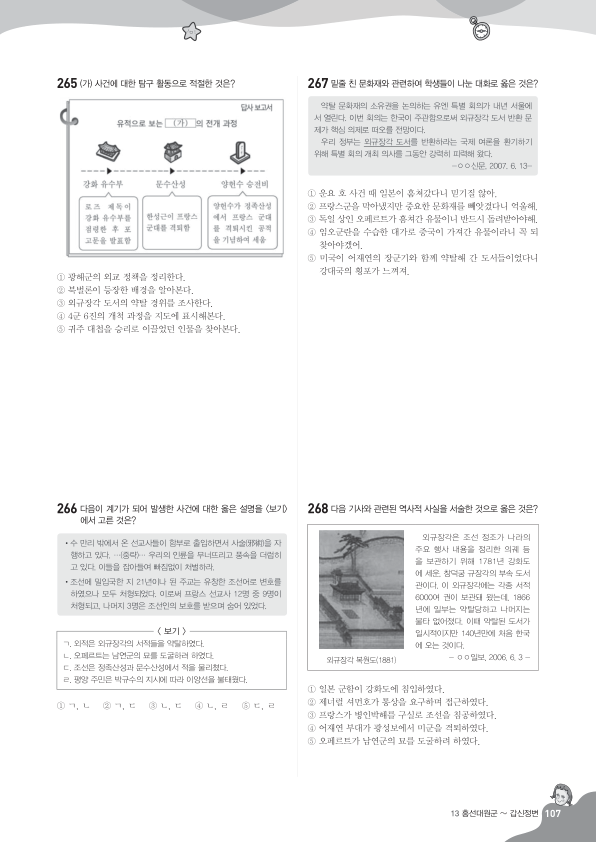 265 (가) 사건에 대한 탐구 활동으로 적절한 것은?
답사 보고서
유적으로 보는 (가) 의 전개 과정
강화 유수부
문수산성
양헌수 승전비
로즈 제독이
강화 유수부를
점령한 후 포
고문을 발표함
한성근이 프랑스
군대를 격퇴함
양헌수가 정족산성
에서 프랑스 군대
를 격퇴시킨 공적
을 기념하여 세움
① 광해군의 외교 정책을 정리한다.
② 북벌론이 등장한 배경을 알아본다.
③ 외규장각 도서의 약탈 경위를 조사한다.
④ 4군 6진의 개척 과정을 지도에 표시해본다.
⑤ 귀주 대첩을 승리로 이끌었던 인물을 찾아본다.
266 다음이 계기가 되어 발생한 사건에 대한 옳은 설명을 〈보기〉
에서 고른 것은?
• 수 만리 밖에서 온 선교사들이 함부로 출입하면서 사술(邪術)을 자
행하고 있다. …(중략)… 우리의 인륜을 무너뜨리고 풍속을 더럽히
고 있다. 이들을 잡아들여 빠짐없이 처벌하라.
• 조선에 밀입국한 지 21년이나 된 주교는 유창한 조선어로 변호를
하였으나 모두 처형되었다. 이로써 프랑스 선교사 12명 중 9명이
처형되고, 나머지 3명은 조선인의 보호를 받으며 숨어 있었다.
〈 보기 〉
ㄱ. 외적은 외규장각의 서적들을 약탈하였다.
ㄴ. 오페르트는 남연군의 묘를 도굴하려 하였다.
ㄷ. 조선은 정족산성과 문수산성에서 적을 물리쳤다.
ㄹ. 평양 주민은 박규수의 지시에 따라 이양선을 불태웠다.
① ㄱ, ㄴ ② ㄱ, ㄷ ③ ㄴ, ㄷ ④ ㄴ, ㄹ ⑤ ㄷ, ㄹ
267 밑줄 친 문화재와 관련하여 학생들이 나눈 대화로 옳은 것은?
약탈 문화재의 소유권을 논의하는 유엔 특별 회의가 내년 서울에
서 열린다. 이번 회의는 한국이 주관함으로써 외규장각 도서 반환 문
제가 핵심 의제로 떠오를 전망이다.
우리 정부는 외규장각 도서를 반환하라는 국제 여론을 환기하기
위해 특별 회의 개최 의사를 그동안 강력히 피력해 왔다.
-○○신문, 2007. 6. 13-
① 운요 호 사건 때 일본이 훔쳐갔다니 믿기질 않아.
② 프랑스군을 막아냈지만 중요한 문화재를 빼앗겼다니 억울해.
③ 독일 상인 오페르트가 훔쳐간 유물이니 반드시 돌려받아야해.
④ 임오군란을 수습한 대가로 중국이 가져간 유물이라니 꼭 되
찾아야겠어.
⑤ 미국이 어재연의 장군기와 함께 약탈해 간 도서들이었다니
강대국의 횡포가 느껴져.
268 다음 기사와 관련된 역사적 사실을 서술한 것으로 옳은 것은?
외규장각 복원도(1881)
외규장각은 조선 정조가 나라의
주요 행사 내용을 정리한 의궤 등
을 보관하기 위해 1781년 강화도
에 세운, 창덕궁 규장각의 부속 도서
관이다. 이 외규장각에는 각종 서적
6000여 권이 보관돼 왔는데, 1866
년에 일부는 약탈당하고 나머지는
불타 없어졌다. 이때 약탈된 도서가
일시적이지만 140년만에 처음 한국
에 오는 것이다.
- ○○일보, 2006. 6. 3 -
① 일본 군함이 강화도에 침입하였다.
② 제너럴 셔먼호가 통상을 요구하며 접근하였다.
③ 프랑스가 병인박해를 구실로 조선을 침공하였다.
④ 어재연 부대가 광성보에서 미군을 격퇴하였다.
⑤ 오페르트가 남연군의 묘를 도굴하려 하였다.
13 흥선대원군 ~ 갑신정변 107